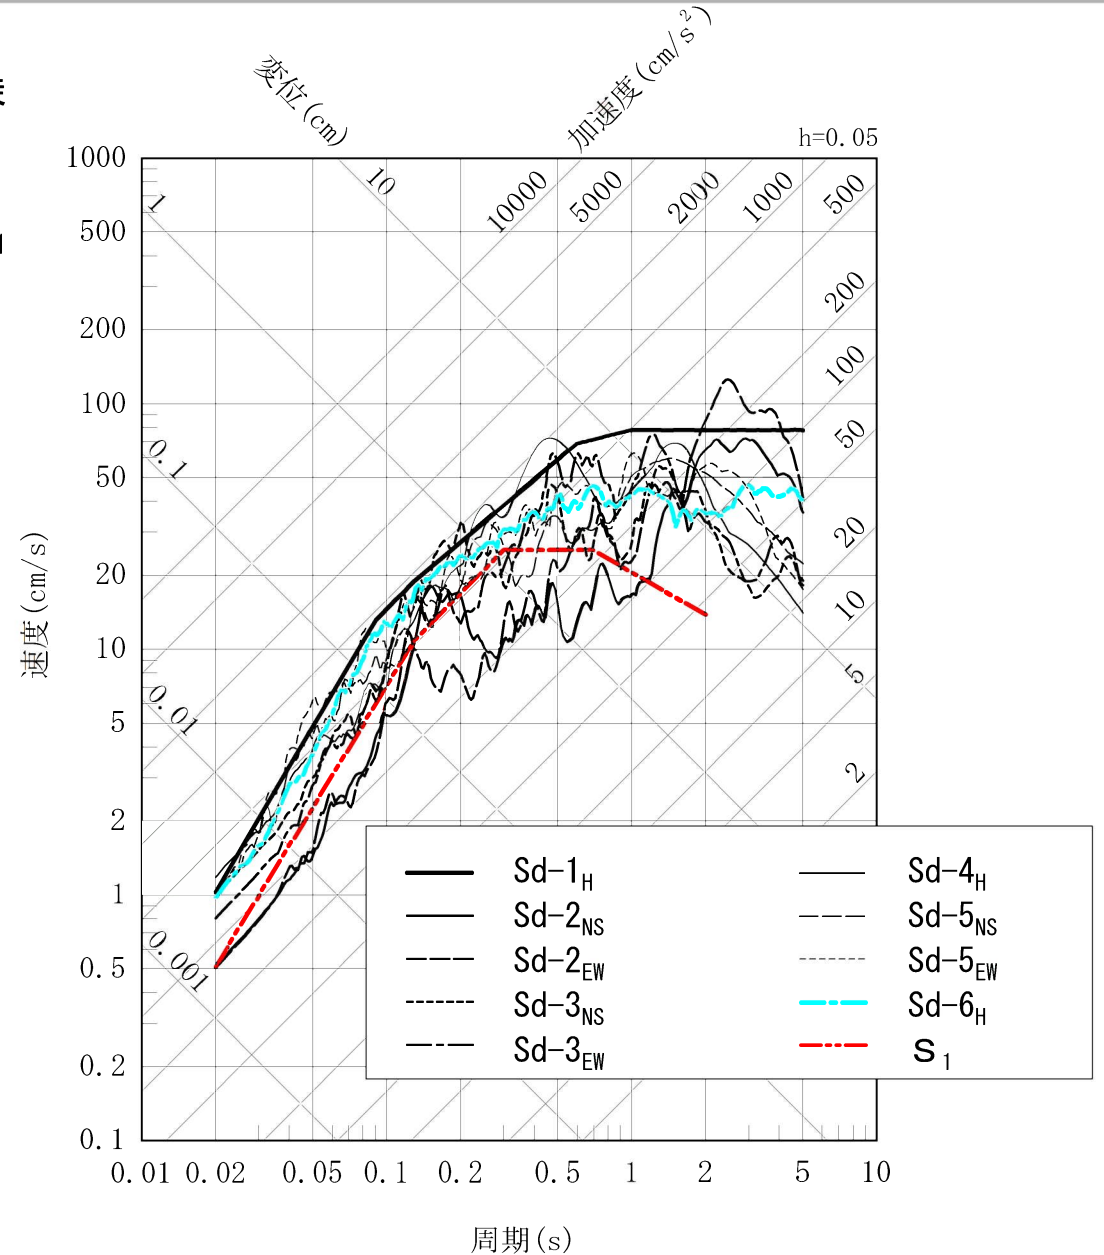 変位(cm)
加速度(cm/s²)
h=0.05
1000
500
200
100
50
20
10
5
2
1
0.5
0.2
0.1
速度(cm/s)
1
0.1
0.01
0.001
10
10000
5000
2000
1000
500
200
100
50
20
10
5
2
Sd-1H
Sd-2NS
Sd-2EW
Sd-3NS
Sd-3EW
Sd-4H
Sd-5NS
Sd-5EW
Sd-6H
S1
0.01 0.02 0.05 0.1 0.2 0.5 1 2 5 10
周期(s)